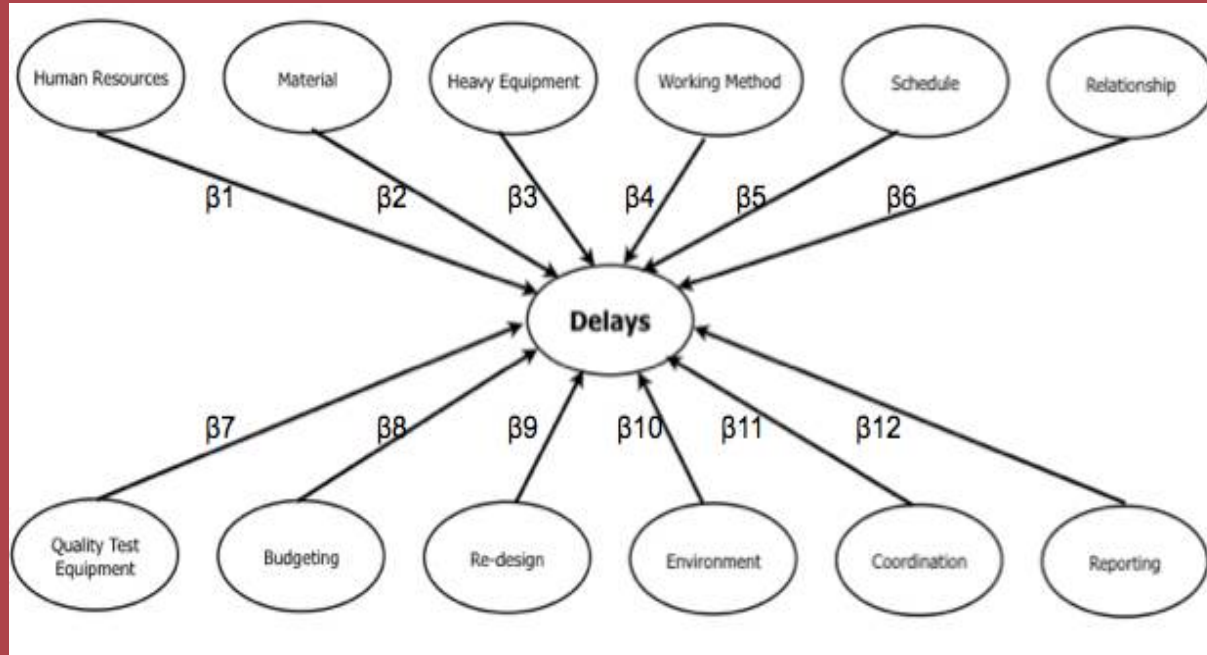 Human Resources
Material
Heavy Equipment
Working Method
Schedule
Relationship
β1
β2
β3
β4
β5
β6
Delays
β7
β8
β9
β10
β11
β12
Quality Test
Equipment
Budgeting
Re-design
Environment
Coordination
Reporting